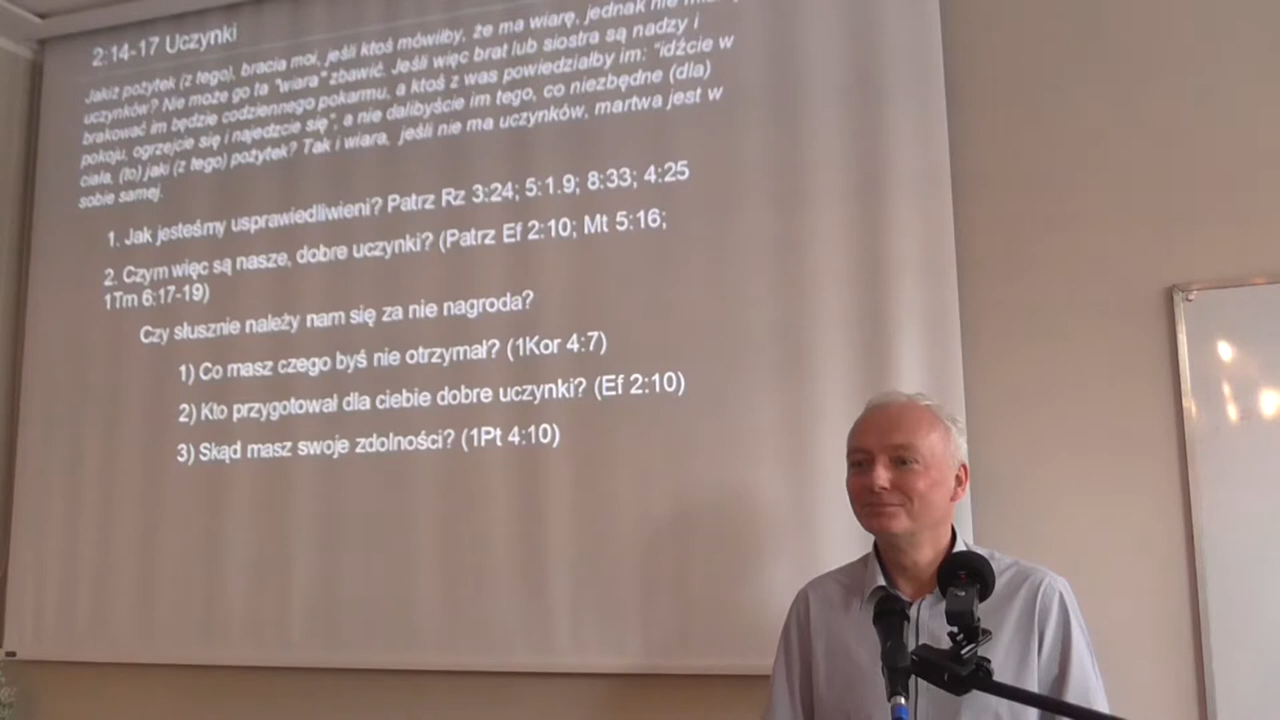 2:14-17 Uczynki
Jakiż pożytek (z tego), bracia moi, jeśli ktoś mówiłby, że ma wiarę, jednak nie
uczynków? Nie może go ta "wiara" zbawić. Jeśli więc brat lub siostra są nadzy i
brakować im będzie codziennego pokarmu, a ktoś z was powiedziałby im: "idźcie w
pokoju, ogrzejcie się i najedzcie się", a nie dalibyście im tego, co niezbędne (dla)
ciała, (to) jaki (z tego) pożytek? Tak i wiara, jeśli nie ma uczynków, martwa jest w
sobie samej.
1. Jak jesteśmy usprawiedliwieni? Patrz Rz 3:24; 5:1.9; 8:33; 4:25
2. Czym więc są nasze, dobre uczynki? (Patrz Ef 2:10; Mt 5:16;
1Tm 6:17-19)
Czy słusznie należy nam się za nie nagroda?
1) Co masz czego byś nie otrzymał? (1Kor 4:7)
2) Kto przygotował dla ciebie dobre uczynki? (Ef 2:10)
3) Skąd masz swoje zdolności? (1Pt 4:10)